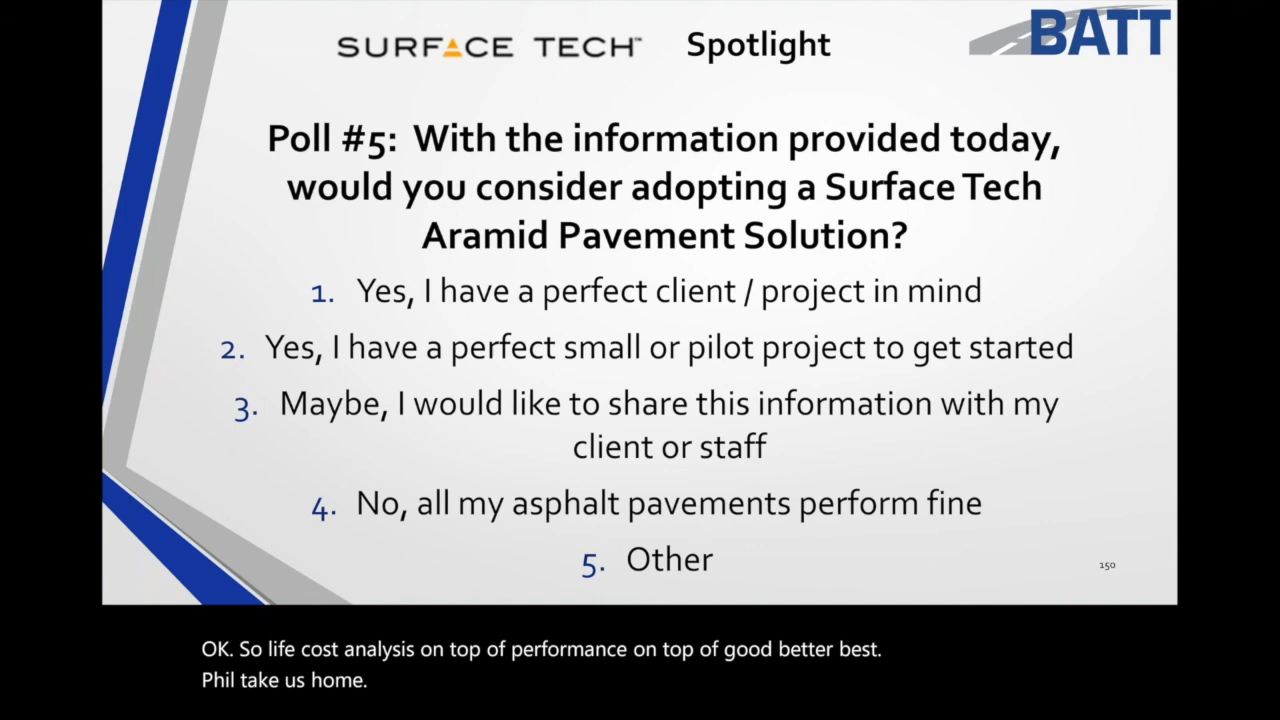 SURFACE TECH™ Spotlight
BATT
Poll #5: With the information provided today,
would you consider adopting a Surface Tech
Aramid Pavement Solution?
1. Yes, I have a perfect client / project in mind
2. Yes, I have a perfect small or pilot project to get started
3. Maybe, I would like to share this information with my
client or staff
4. No, all my asphalt pavements perform fine
5. Other
150
OK. So life cost analysis on top of performance on top of good better best.
Phil take us home.